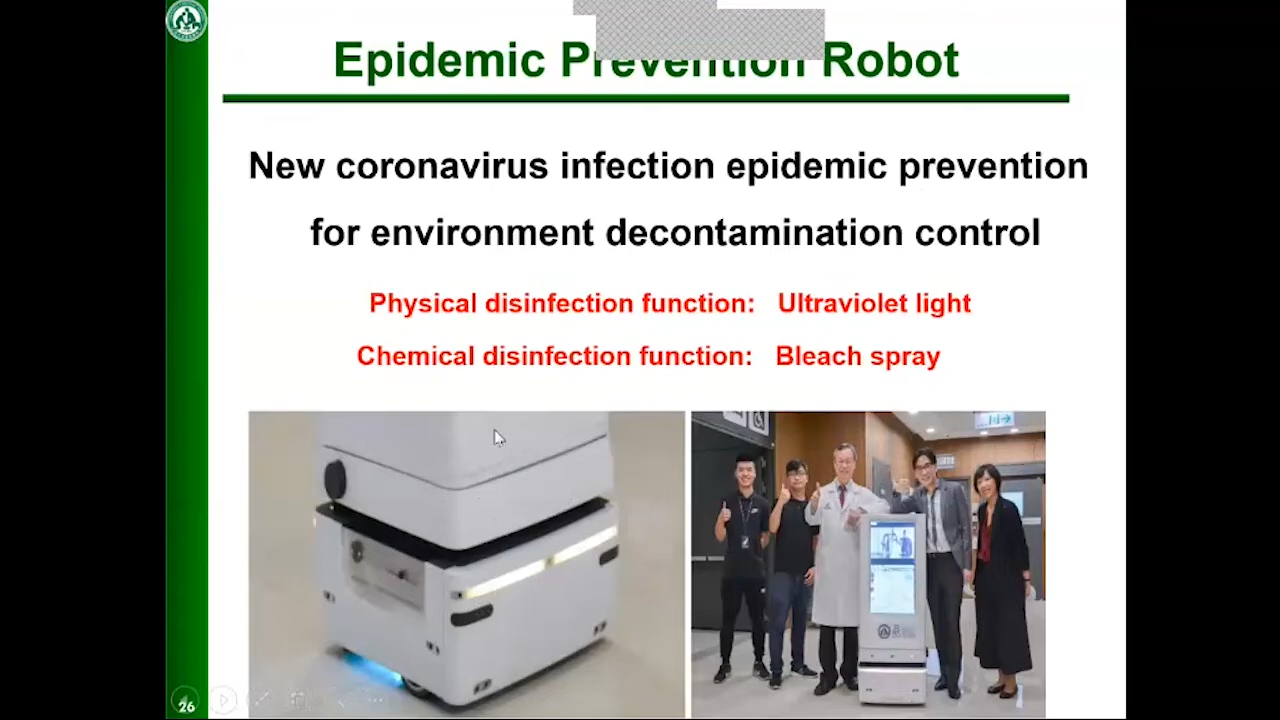 Epidemic Prevention Robot
New coronavirus infection epidemic prevention
for environment decontamination control
Physical disinfection function: Ultraviolet light
Chemical disinfection function: Bleach spray
26